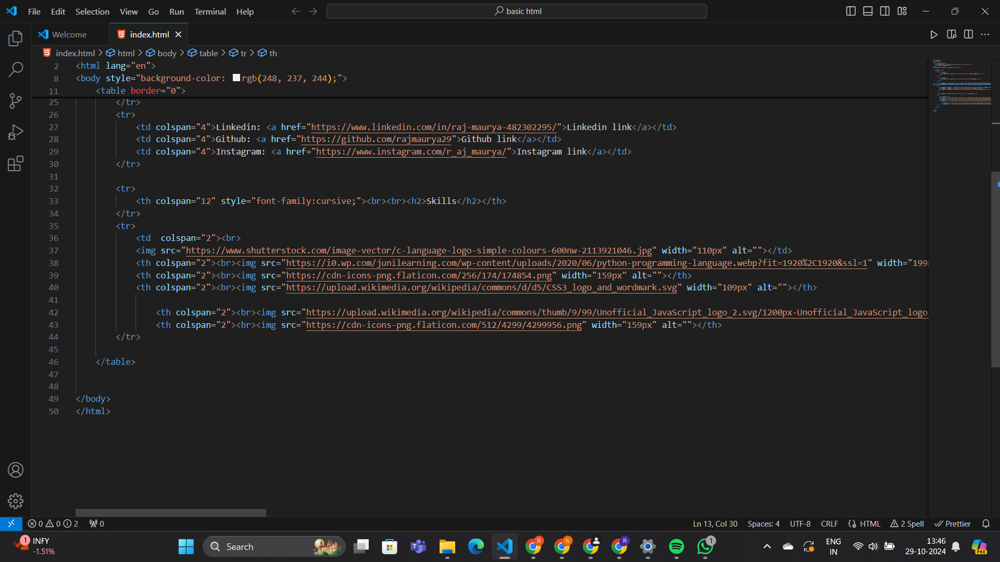 File Edit Selection View Go Run Terminal Help basic html
Welcome index.html
index.html > html > body > table > tr > th
2 <html lang="en">
8 <body style="background-color: rgb(248, 237, 244);">
11 <table border="0">
25 </tr>
26 <tr>
27 <td colspan="4">Linkedin: <a href="https://www.linkedin.com/in/raj-maurya-482302295/">Linkedin link</a></td>
28 <td colspan="4">Github: <a href="https://github.com/rajmaurya29">Github link</a></td>
29 <td colspan="4">Instagram: <a href="https://www.instagram.com/r_aj_maurya/">Instagram link</a></td>
30 </tr>
31
32 <tr>
33 <th colspan="12" style="font-family:cursive;"><br><br><h2>Skills</h2></th>
34 </tr>
35 <tr>
36 <td  colspan="2"><br>
37 <img src="https://www.shutterstock.com/image-vector/c-language-logo-simple-colours-600nw-2113921046.jpg" width="110px" alt=""></td>
38 <th colspan="2"><br><img src="https://i0.wp.com/junilearning.com/wp-content/uploads/2020/06/python-programming-language.webp?fit=1920%2C1920&ssl=1" width="199p
39 <th colspan="2"><br><img src="https://cdn-icons-png.flaticon.com/256/174/174854.png" width="159px" alt=""></th>
40 <th colspan="2"><br><img src="https://upload.wikimedia.org/wikipedia/commons/d/d5/CSS3_logo_and_wordmark.svg" width="109px" alt=""></th>
41
42 <th colspan="2"><br><img src="https://upload.wikimedia.org/wikipedia/commons/thumb/9/99/Unofficial_JavaScript_logo_2.svg/1200px-Unofficial_JavaScript_logo_
43 <th colspan="2"><br><img src="https://cdn-icons-png.flaticon.com/512/4299/4299956.png" width="159px" alt=""></th>
44 </tr>
45
46 </table>
47
48
49 </body>
50 </html>
0 0 2 0 Ln 13, Col 30 Spaces: 4 UTF-8 CRLF HTML 2 Spell Prettier
1 INFY Search R h R 1 ENG 13:46
-1.51% IN 29-10-2024 PRE